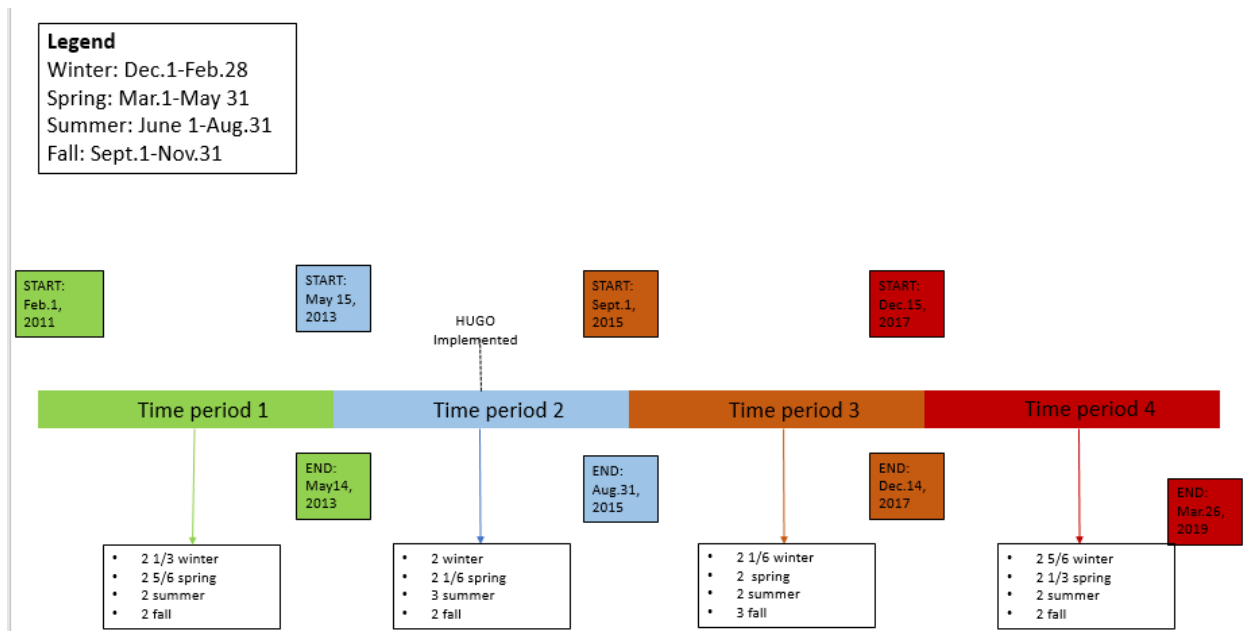 Legend
Winter: Dec.1-Feb.28
Spring: Mar.1-May 31
Summer: June 1-Aug.31
Fall: Sept.1-Nov.31
START:
Feb.1,
2011
START:
May 15,
2013
HUGO
Implemented
START:
Sept.1,
2015
START:
Dec.15,
2017
Time period 1
Time period 2
Time period 3
Time period 4
END:
May14,
2013
END:
Aug.31,
2015
END:
Dec.14,
2017
END:
Mar.26,
2019
• 2 1/3 winter
• 2 5/6 spring
• 2 summer
• 2 fall
• 2 winter
• 2 1/6 spring
• 3 summer
• 2 fall
• 2 1/6 winter
• 2  spring
• 2 summer
• 3 fall
• 2 5/6 winter
• 2 1/3 spring
• 2 summer
• 2 fall